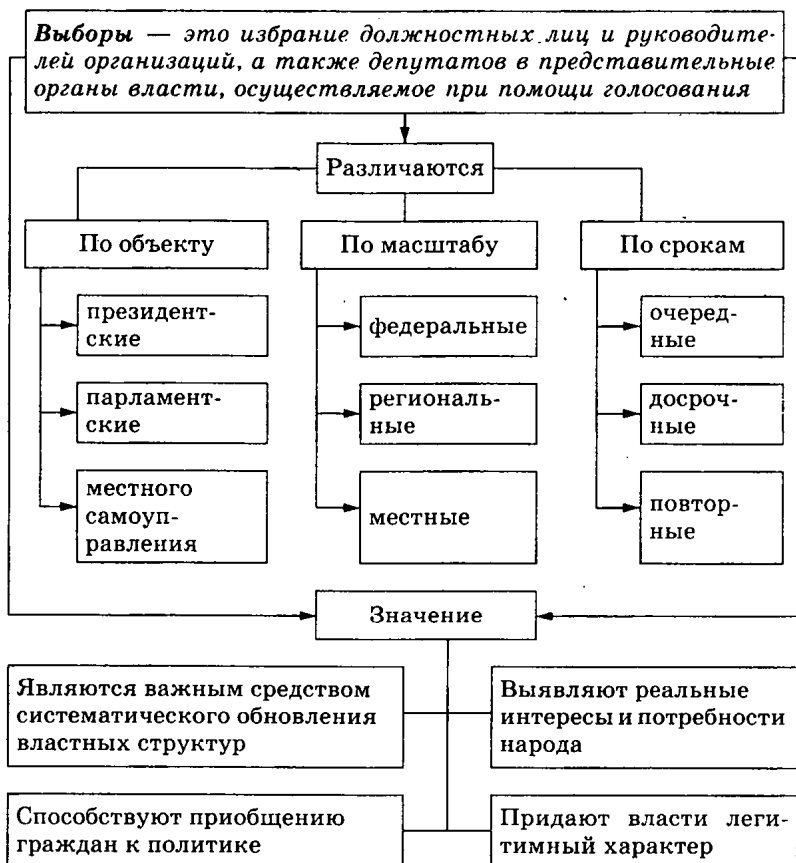 Выборы — это избрание должностных лиц и руководите-
лей организаций, а также депутатов в представительные
органы власти, осуществляемое при помощи голосования
Различаются
По объекту
По масштабу
По срокам
президент-
ские
федеральные
очеред-
ные
парламент-
ские
региональ-
ные
досроч-
ные
местного
самоуп-
равления
местные
повтор-
ные
Значение
Являются важным средством
систематического обновления
властных структур
Выявляют реальные
интересы и потребности
народа
Способствуют приобщению
граждан к политике
Придают власти леги-
тимный характер